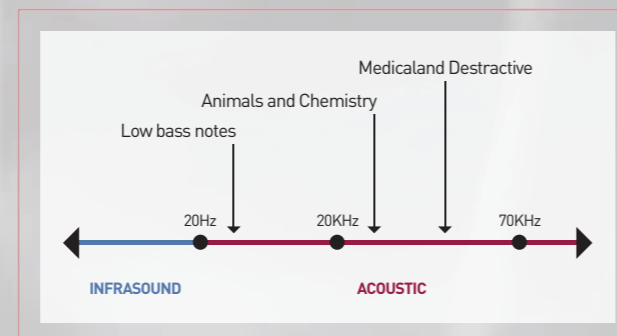 Medicaland Destractive
Animals and Chemistry
Low bass notes
20Hz 20KHz 70KHz
INFRASOUND ACOUSTIC